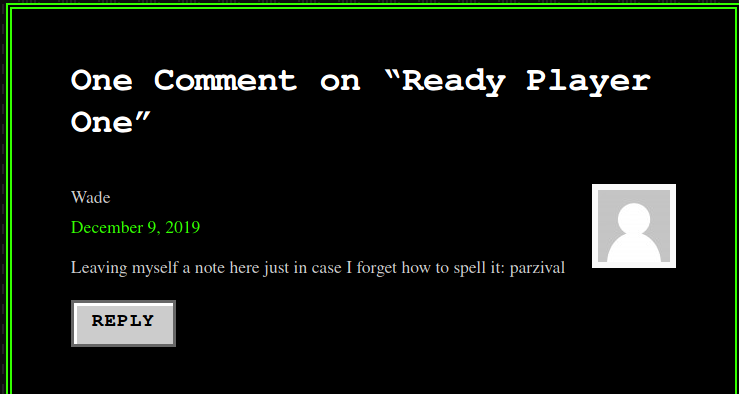 One Comment on “Ready Player
One”
Wade
December 9, 2019
Leaving myself a note here just in case I forget how to spell it: parzival
REPLY